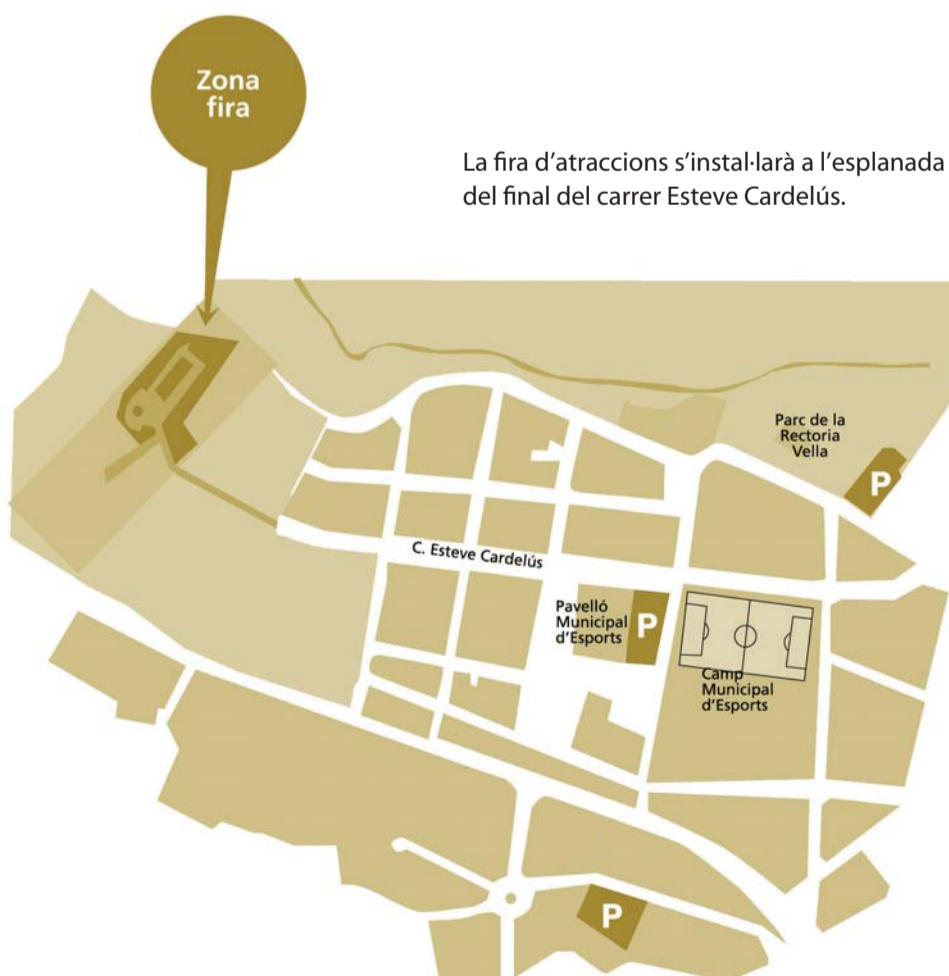 Zona
fira
La fira d’atraccions s’instal·larà a l’esplanada
del final del carrer Esteve Cardelús.
Parc de la
Rectoria
Vella
P
C. Esteve Cardelús
Pavelló
Municipal
d’Esports
P
Camp
Municipal
d’Esports
P